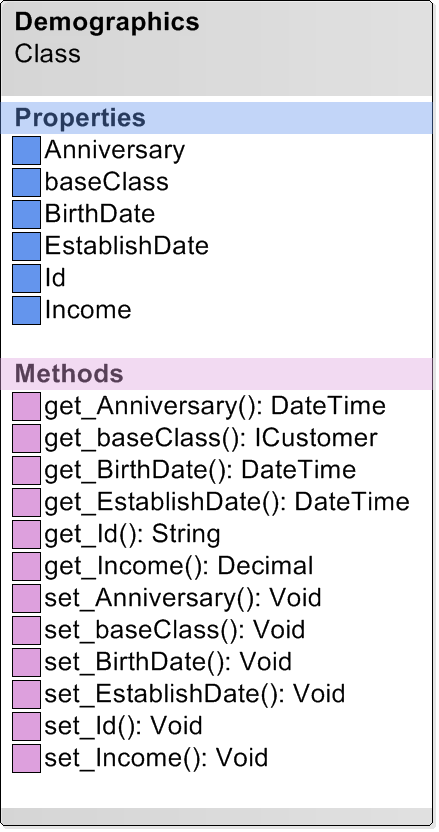 Demographics
Class
Properties
Anniversary
baseClass
BirthDate
EstablishDate
Id
Income
Methods
get_Anniversary(): DateTime
get_baseClass(): ICustomer
get_BirthDate(): DateTime
get_EstablishDate(): DateTime
get_Id(): String
get_Income(): Decimal
set_Anniversary(): Void
set_baseClass(): Void
set_BirthDate(): Void
set_EstablishDate(): Void
set_Id(): Void
set_Income(): Void